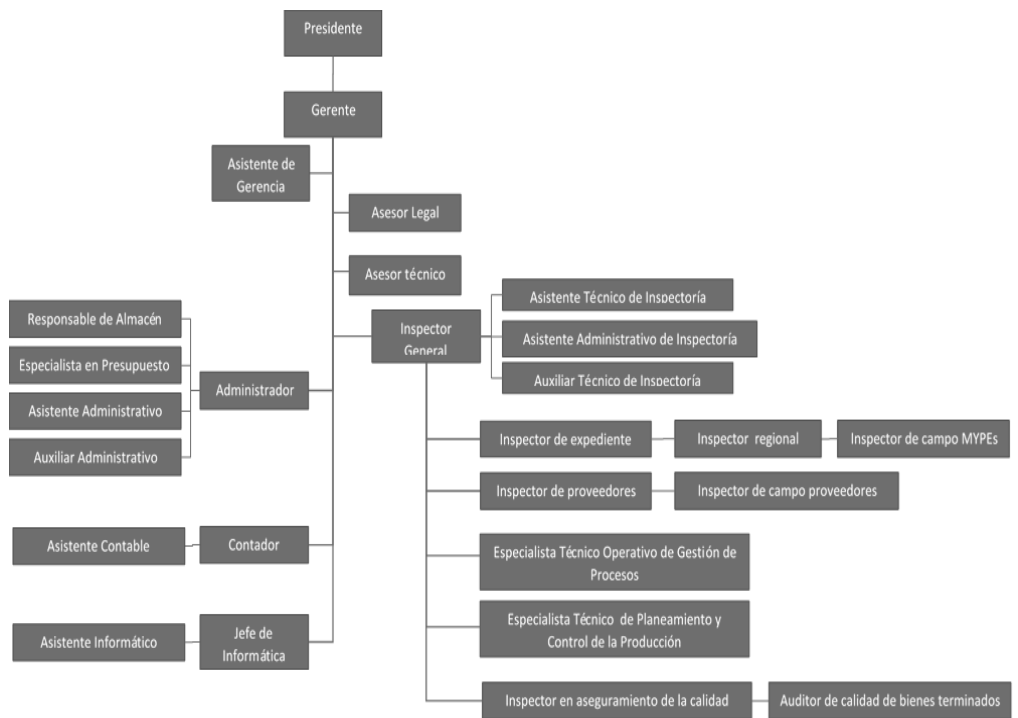 Presidente
Gerente
Asistente de
Gerencia
Asesor Legal
Asesor técnico
Inspector
General
Asistente Técnico de Inspectoría
Asistente Administrativo de Inspectoría
Auxiliar Técnico de Inspectoría
Responsable de Almacén
Especialista en Presupuesto
Asistente Administrativo
Auxiliar Administrativo
Administrador
Inspector de expediente
Inspector regional
Inspector de campo MYPEs
Inspector de proveedores
Inspector de campo proveedores
Asistente Contable
Contador
Especialista Técnico Operativo de Gestión de
Procesos
Especialista Técnico de Planeamiento y
Control de la Producción
Asistente Informático
Jefe de
Informática
Inspector en aseguramiento de la calidad
Auditor de calidad de bienes terminados